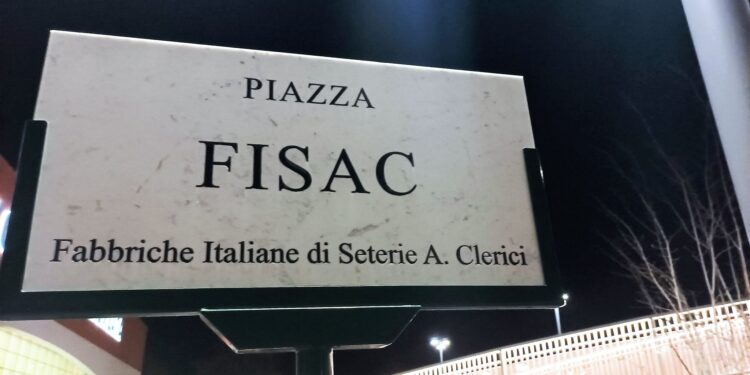 PIAZZA
FISAC
Fabbriche Italiane di Seterie A. Clerici